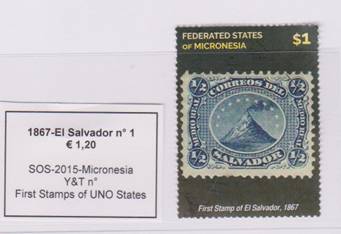 1867-El Salvador n° 1
€ 1,20
SOS-2015-Micronesia
Y&T n°
First Stamps of UNO States
FEDERATED STATES
OF MICRONESIA
$1
CORREOS DEL
SALVADOR
1/2
1/2
1/2
1/2
MEDIO REAL
MEDIO REAL
First Stamp of El Salvador, 1867